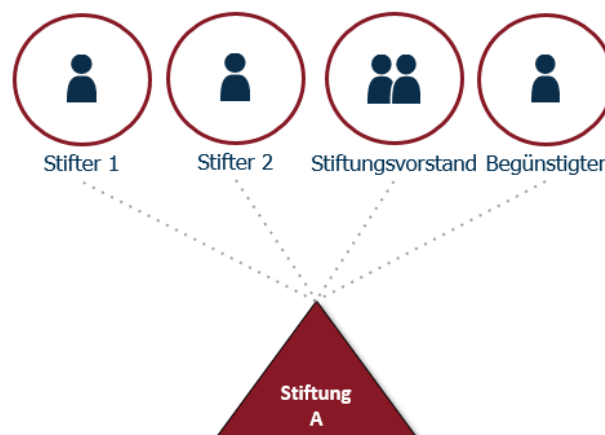 Stifter 1
Stifter 2
Stiftungsvorstand
Begünstigter
Stiftung
A